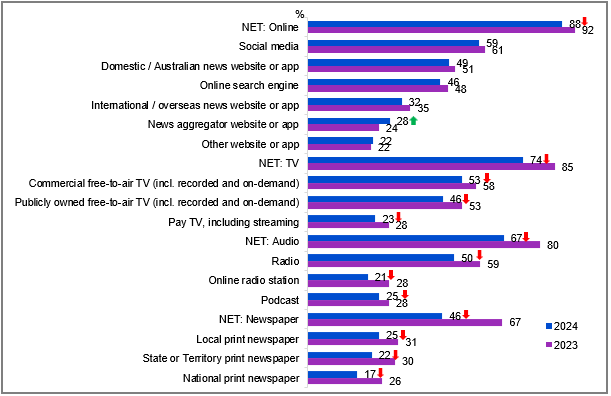 %
NET: Online 88 92
Social media 59 61
Domestic / Australian news website or app 49 51
Online search engine 46 48
International / overseas news website or app 32 35
News aggregator website or app 28 24
Other website or app 22 22
NET: TV 74 85
Commercial free-to-air TV (incl. recorded and on-demand) 53 58
Publicly owned free-to-air TV (incl. recorded and on-demand) 46 53
Pay TV, including streaming 23 28
NET: Audio 67 80
Radio 50 59
Online radio station 21 28
Podcast 25 28
NET: Newspaper 46 67
Local print newspaper 25 31
State or Territory print newspaper 22 30
National print newspaper 17 26
2024
2023